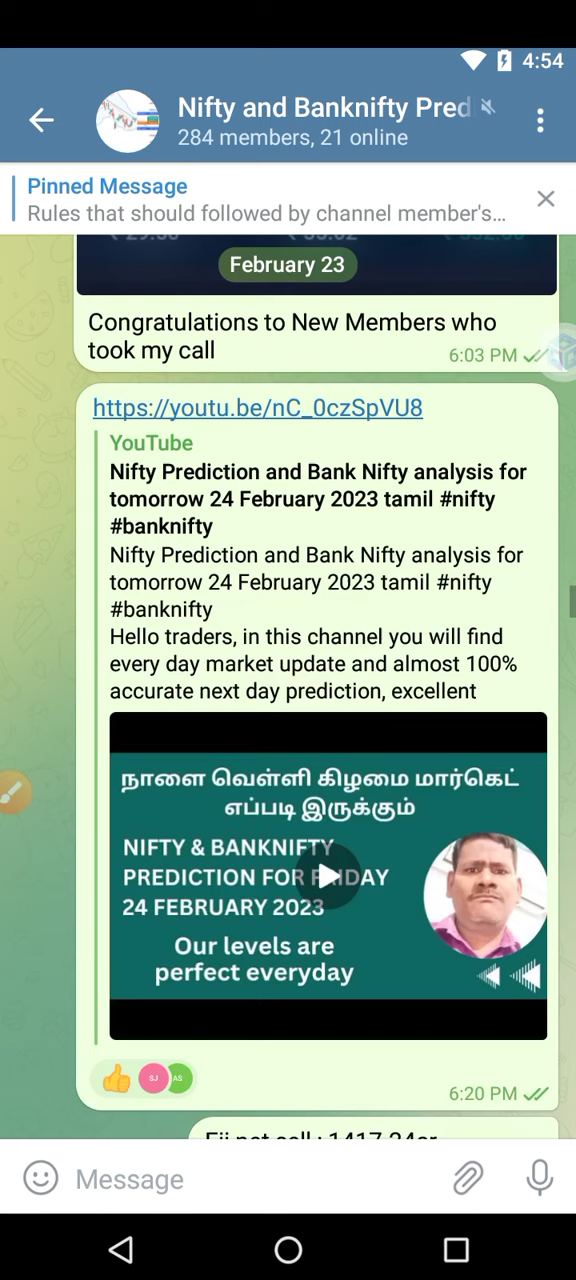 4:54
Nifty and Banknifty Pred
284 members, 21 online
Pinned Message
Rules that should followed by channel member's...
February 23
Congratulations to New Members who
took my call
6:03 PM
https://youtu.be/nC_0czSpVU8
YouTube
Nifty Prediction and Bank Nifty analysis for
tomorrow 24 February 2023 tamil #nifty
#banknifty
Nifty Prediction and Bank Nifty analysis for
tomorrow 24 February 2023 tamil #nifty
#banknifty
Hello traders, in this channel you will find
every day market update and almost 100%
accurate next day prediction, excellent
நாளை வெள்ளி கிழமை மார்கெட்
எப்படி இருக்கும்
NIFTY & BANKNIFTY
PREDICTION FOR FRIDAY
24 FEBRUARY 2023
Our levels are
perfect everyday
SJ
AS
6:20 PM
Message